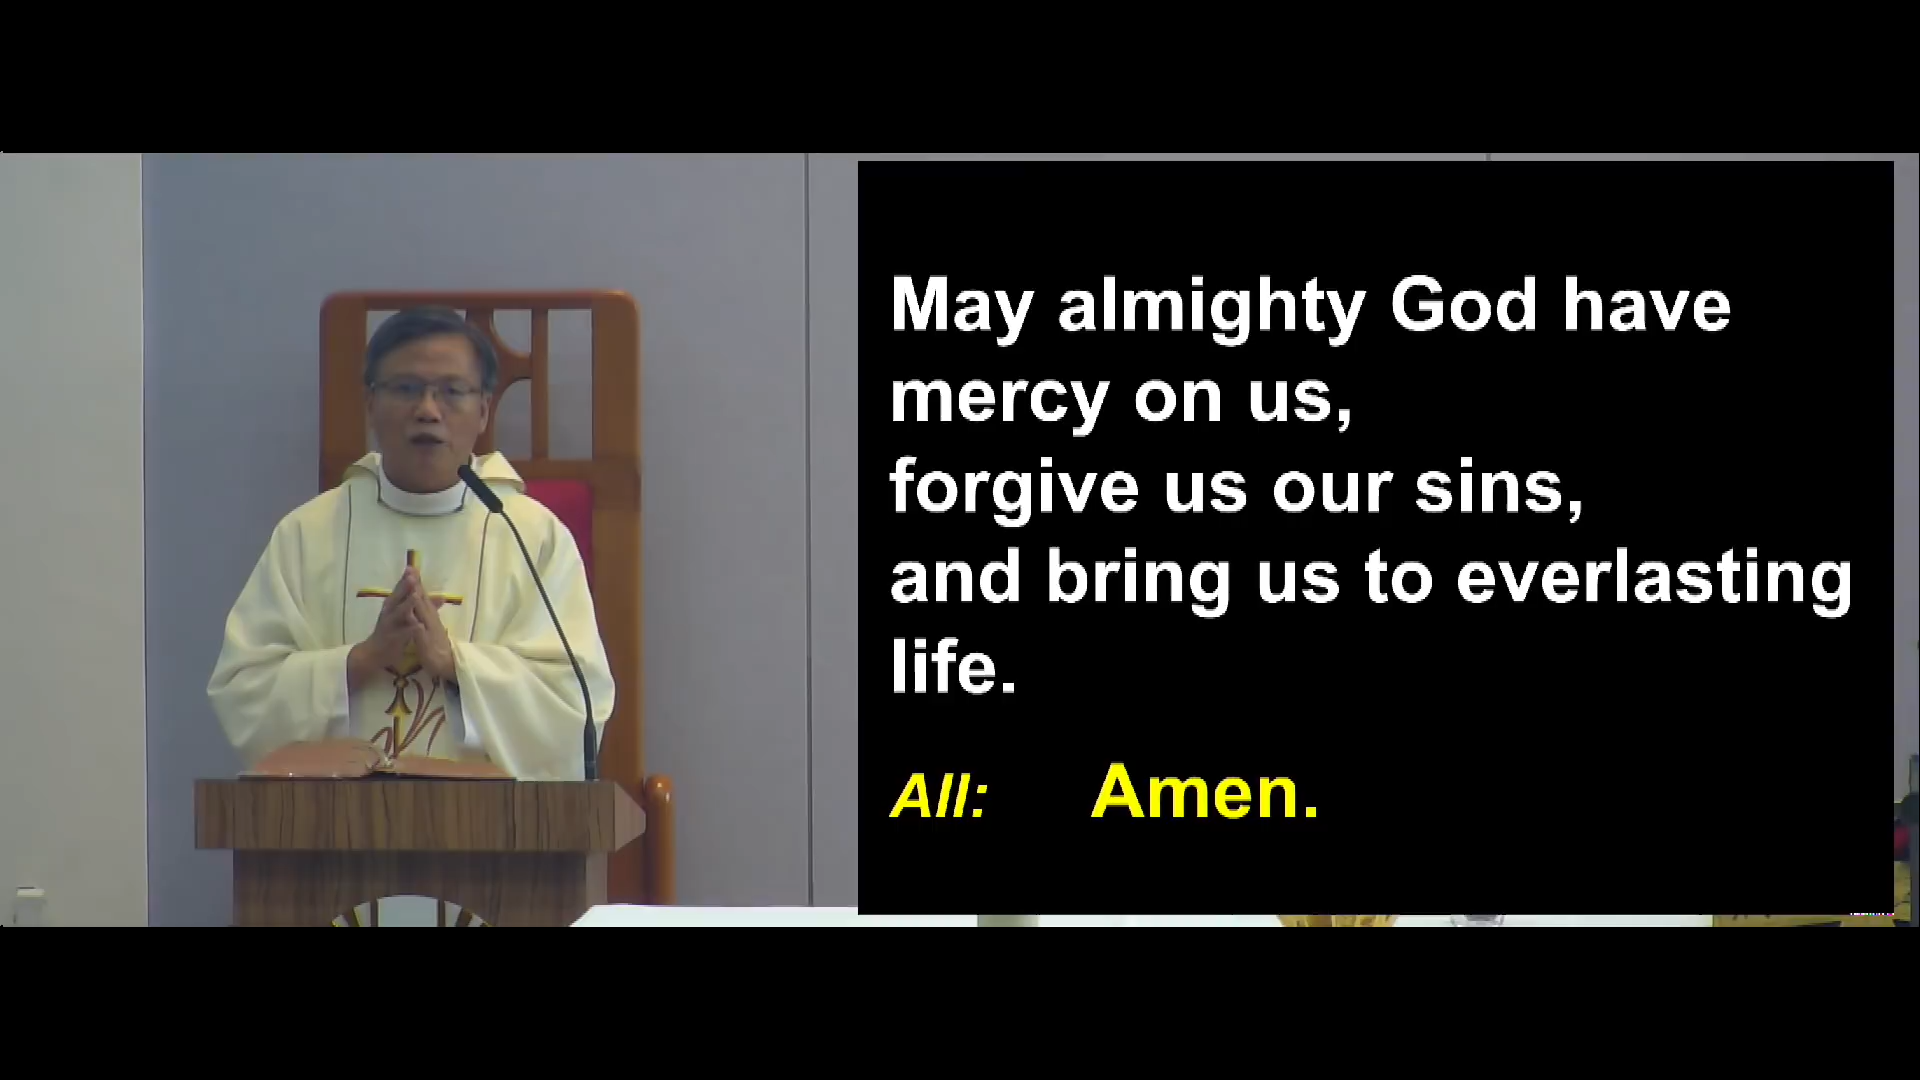 May almighty God have
mercy on us,
forgive us our sins,
and bring us to everlasting
life.
All: Amen.